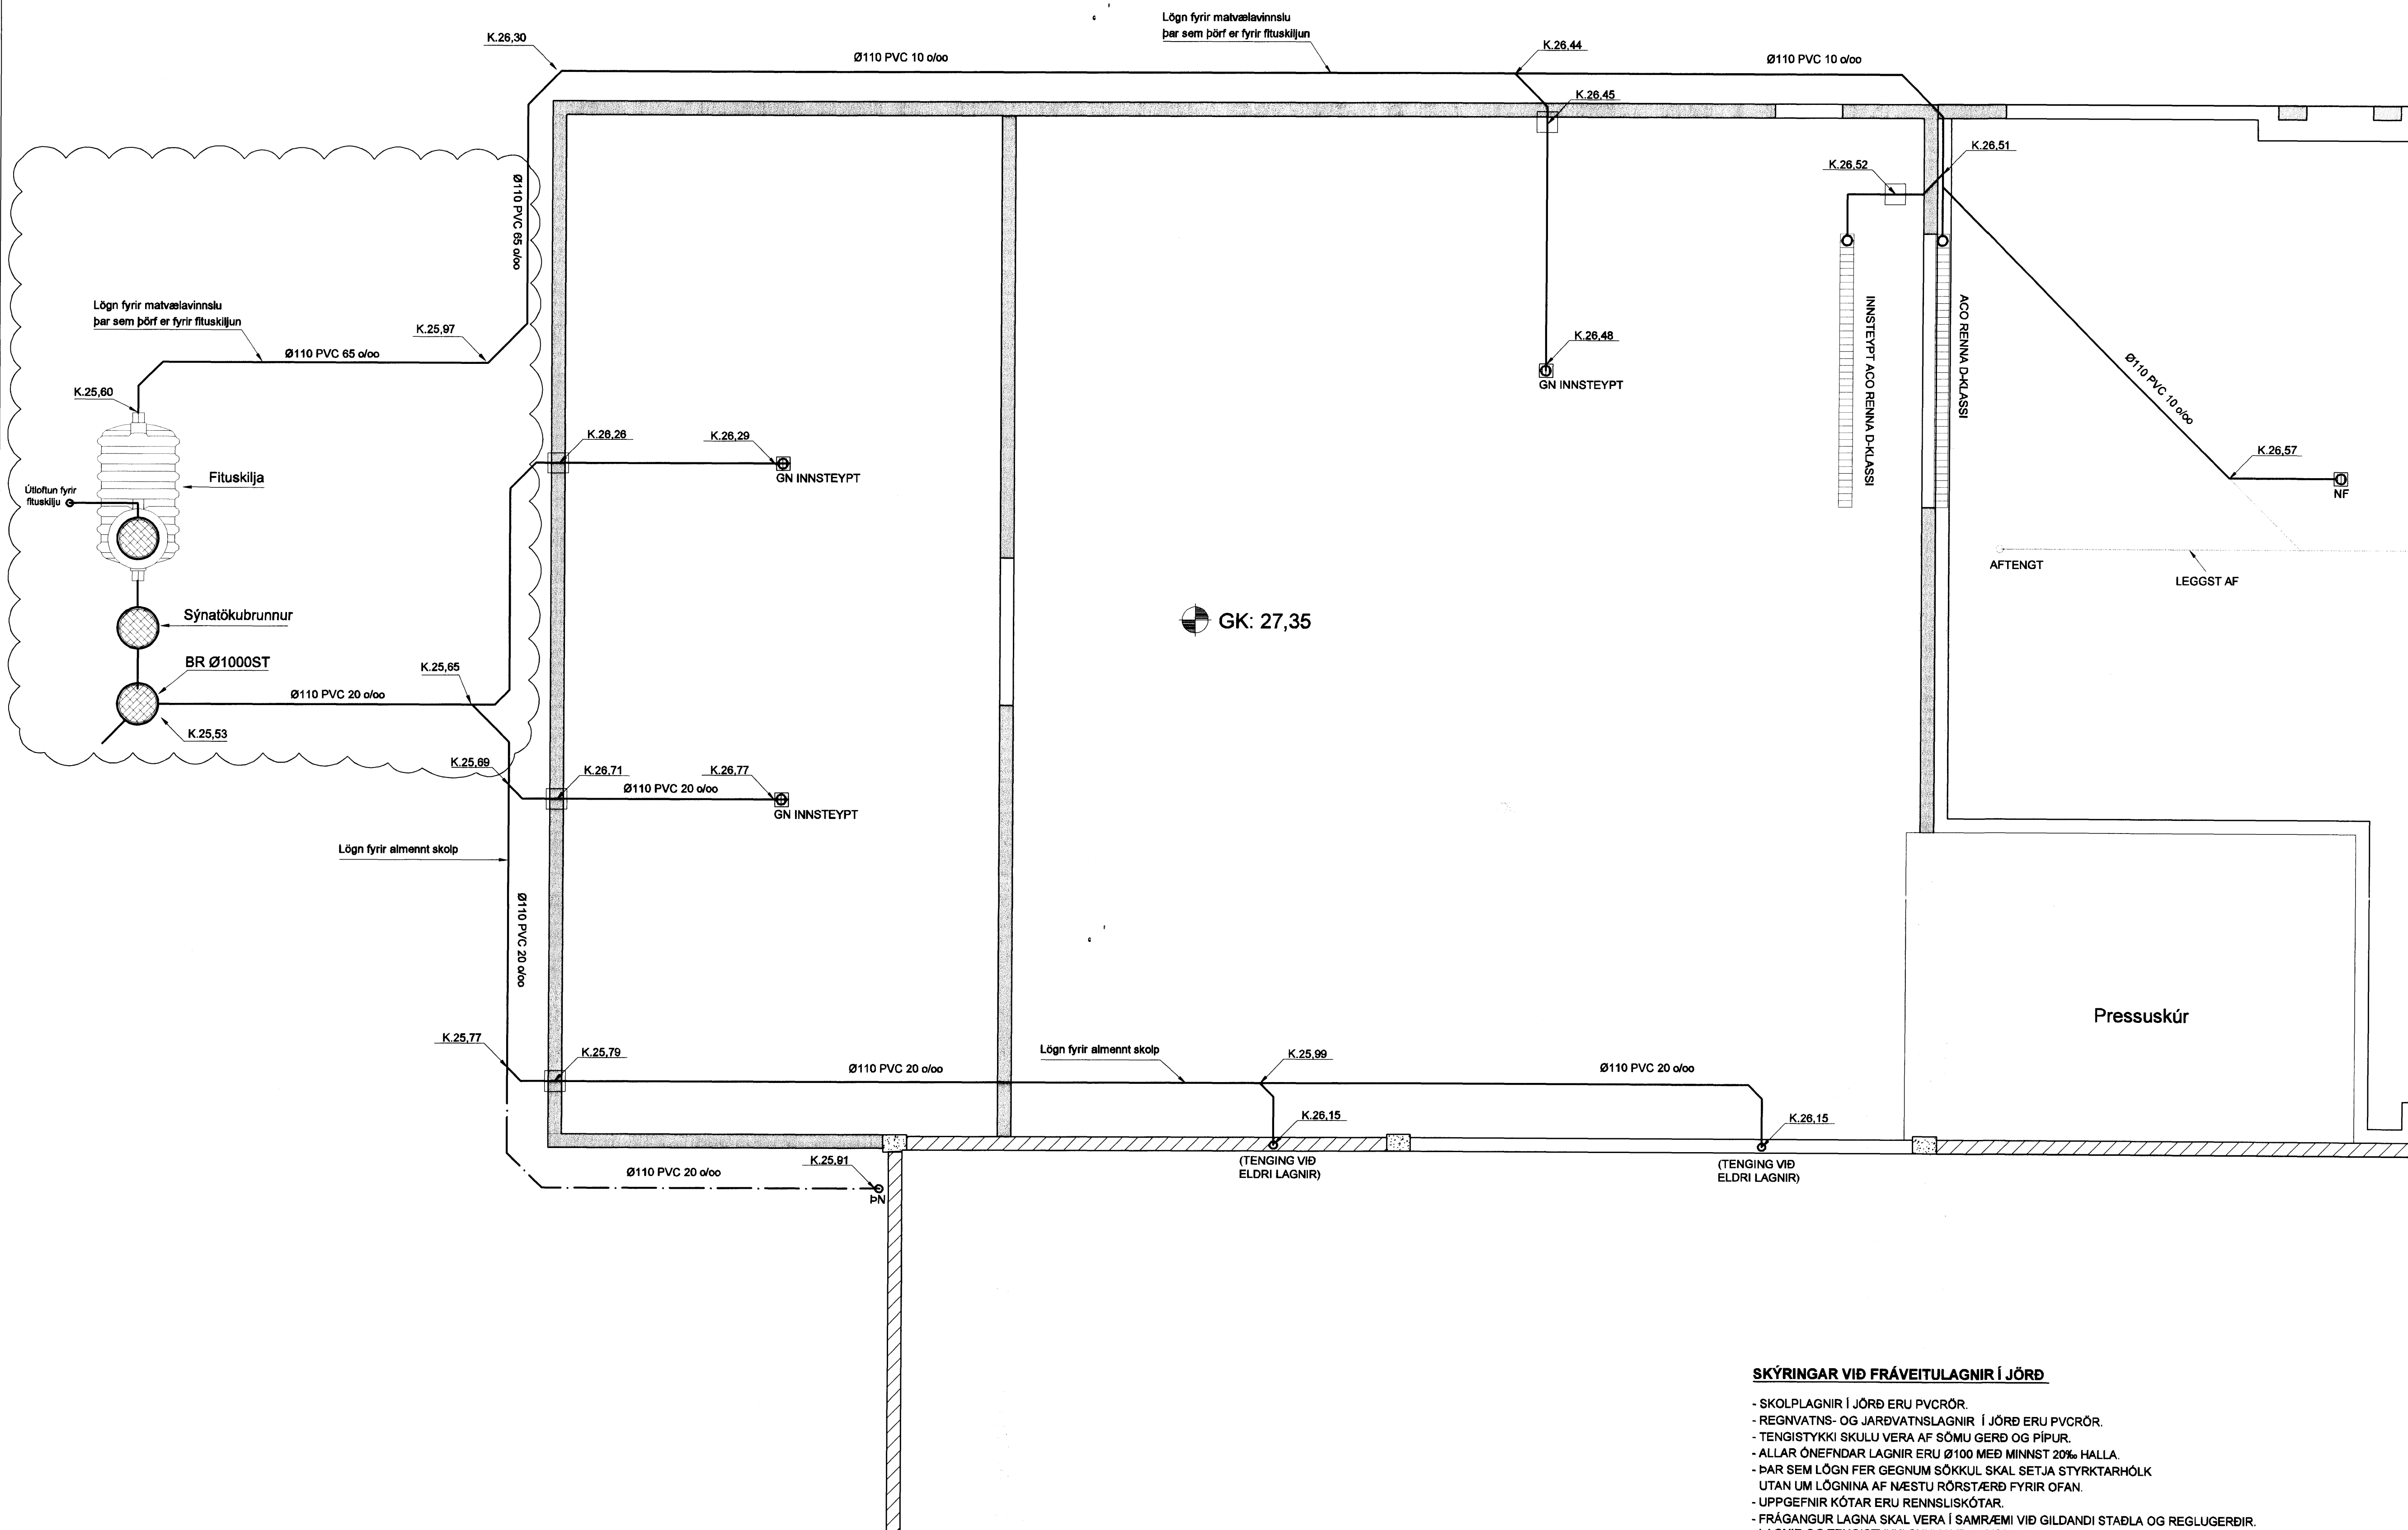 Lögn fyrir matvælavinnslu
þar sem þörf er fyrir fituskiljun
K.26,30
Ø110 PVC 10 o/oo
K.26,44
Ø110 PVC 10 o/oo
K.26,45
K.26,51
K.26,52
Ø110 PVC 65 o/oo
Lögn fyrir matvælavinnslu
þar sem þörf er fyrir fituskiljun
K.25,97
Ø110 PVC 65 o/oo
K.25,60
K.26,48
GN INNSTEYPT
INNSTEYPT ACO RENNA D-KLASSI
ACO RENNA D-KLASSI
Ø110 PVC 10 o/oo
K.26,57
NF
K.26,26
K.26,29
GN INNSTEYPT
Fituskilja
Útloftun fyrir
fituskilju
AFTENGT
LEGGST AF
Sýnatökubrunnur
GK: 27,35
BR Ø1000ST
K.25,65
Ø110 PVC 20 o/oo
K.25,53
K.25,69
K.26,71
K.26,77
Ø110 PVC 20 o/oo
GN INNSTEYPT
Lögn fyrir almennt skolp
Ø110 PVC 20 o/oo
Pressuskúr
K.25,77
K.25,79
Ø110 PVC 20 o/oo
Lögn fyrir almennt skolp
K.25,99
Ø110 PVC 20 o/oo
K.26,15
K.26,15
(TENGING VIÐ
ELDRI LAGNIR)
(TENGING VIÐ
ELDRI LAGNIR)
Ø110 PVC 20 o/oo
K.25,91
ÞN
SKÝRINGAR VIÐ FRÁVEITULAGNIR Í JÖRÐ
- SKOLPLAGNIR Í JÖRÐ ERU PVCRÖR.
- REGNVATNS- OG JARÐVATNSLAGNIR Í JÖRÐ ERU PVCRÖR.
- TENGISTYKKI SKULU VERA AF SÖMU GERÐ OG PÍPUR.
- ALLAR ÓNEFNDAR LAGNIR ERU Ø100 MEÐ MINNST 20‰ HALLA.
- ÞAR SEM LÖGN FER GEGNUM SÖKKUL SKAL SETJA STYRKTARHÓLK
UTAN UM LÖGNINA AF NÆSTU RÖRSTÆRÐ FYRIR OFAN.
- UPPGEFNIR KÓTAR ERU RENNSLISKÓTAR.
- FRÁGANGUR LAGNA SKAL VERA Í SAMRÆMI VIÐ GILDANDI STAÐLA OG REGLUGERÐIR.